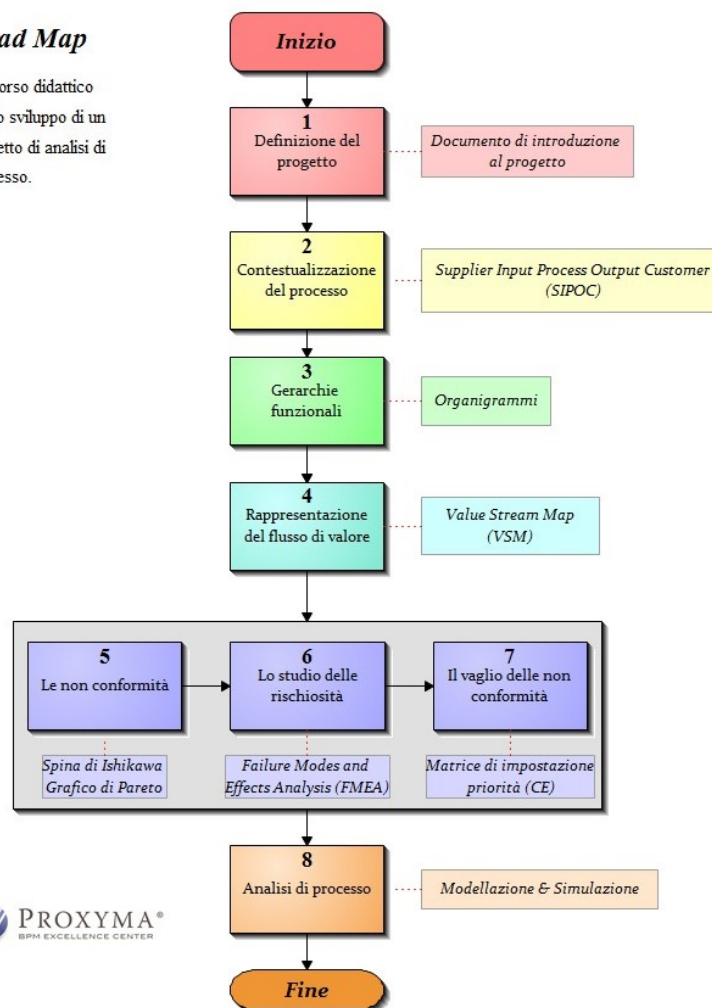 ad Map
orso didattico
o sviluppo di un
etto di analisi di
esso.
Inizio
1
Definizione del
progetto
Documento di introduzione
al progetto
2
Contestualizzazione
del processo
Supplier Input Process Output Customer
(SIPOC)
3
Gerarchie
funzionali
Organigrammi
4
Rappresentazione
del flusso di valore
Value Stream Map
(VSM)
5
Le non conformità
6
Lo studio delle
rischiosità
7
Il vaglio delle non
conformità
Spina di Ishikawa
Grafico di Pareto
Failure Modes and
Effects Analysis (FMEA)
Matrice di impostazione
priorità (CE)
8
Analisi di processo
Modellazione & Simulazione
PROXYMA®
BPM EXCELLENCE CENTER
Fine